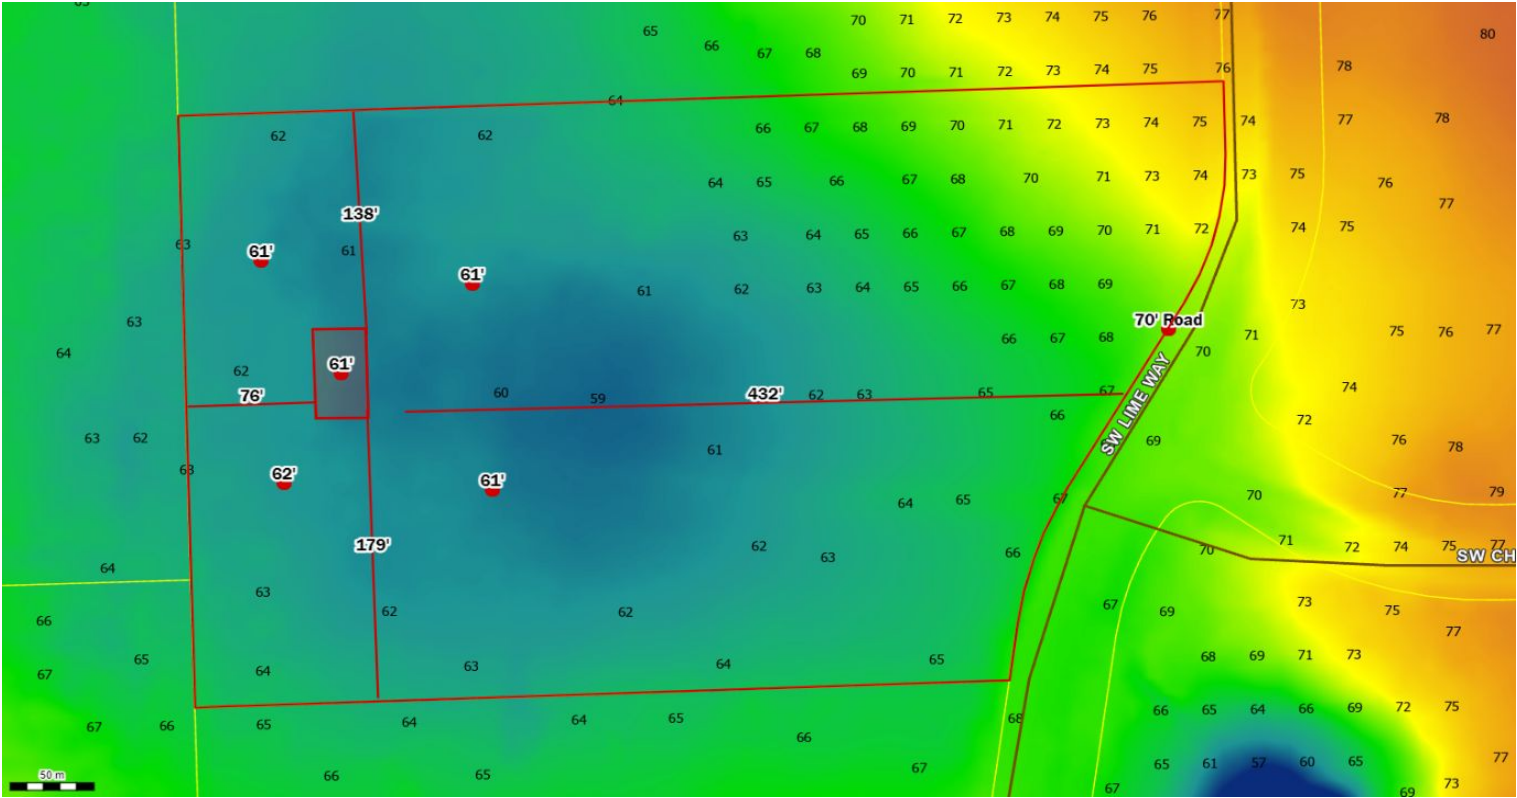 70 71 72 73 74 75 76 77
65 66 67 68 80
69 70 71 72 73 74 75 76 78
64
62 62 66 67 68 69 70 71 72 73 74 75 74 77 78
64 65 66 67 68 70 71 73 74 73 75 76
77
138'
63 61' 61 63 64 65 66 67 68 69 70 71 72 74 75
61' 61 62 63 64 65 66 67 68 69 73
63 70' Road
64 61' 66 67 68 70 71 75 76 77
62 60 59 432' 62 63 65 67 74
76'
SW LIME WAY
63 62 61 66 69 72 76 78
63 62' 61' 64 65 67 70 77 79
179' 62 63 66 70 71 72 74 75 77
SW CH
64 63 62 62 67 69 73 75
66 77
65 64 63 64 65 68 69 71 73
67
67 66 65 64 64 65 68 66 65 64 66 69 72 75
66
66 65 67 65 61 57 60 65 77
50 m 67 69 73